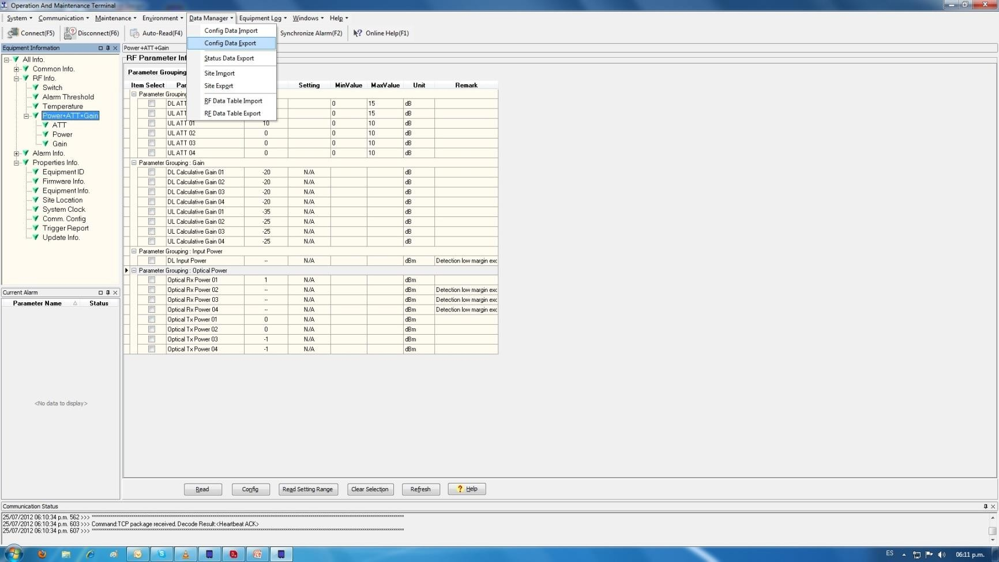 Operation And Maintenance Terminal
System Communication Maintenance Environment Data Manager Equipment Log Windows Help
Connect(F5) Disconnect(F6) Auto-Read(F4) Synchronize Alarm(F2) Online Help(F1)
Config Data Import
Config Data Export
Status Data Export
Site Import
Site Export
RF Data Table Import
RF Data Table Export
Equipment Information
All Info.
Common Info.
RF Info.
Switch
Alarm Threshold
Temperature
Power+ATT+Gain
ATT
Power
Gain
Alarm Info.
Properties Info.
Equipment ID
Firmware Info.
Equipment Info.
Site Location
System Clock
Comm. Config
Trigger Report
Update Info.
Current Alarm
Parameter Name Status
<No data to display>
Power+ATT+Gain
RF Parameter Inf
Parameter Grouping
Item Select Par Setting MinValue MaxValue Unit Remark
Parameter Grouping
DL ATT 0 15 dB
UL ATT 0 15 dB
UL ATT 01 10 0 10 dB
UL ATT 02 0 0 10 dB
UL ATT 03 0 0 10 dB
UL ATT 04 0 0 10 dB
Parameter Grouping : Gain
DL Calculative Gain 01 -20 N/A dB
DL Calculative Gain 02 -20 N/A dB
DL Calculative Gain 03 -20 N/A dB
DL Calculative Gain 04 -20 N/A dB
UL Calculative Gain 01 -35 N/A dB
UL Calculative Gain 02 -25 N/A dB
UL Calculative Gain 03 -25 N/A dB
UL Calculative Gain 04 -25 N/A dB
Parameter Grouping : Input Power
DL Input Power -- N/A dBm Detection low margin exc
Parameter Grouping : Optical Power
Optical Rx Power 01 1 N/A dBm
Optical Rx Power 02 -- N/A dBm Detection low margin exc
Optical Rx Power 03 -- N/A dBm Detection low margin exc
Optical Rx Power 04 -- N/A dBm Detection low margin exc
Optical Tx Power 01 0 N/A dBm
Optical Tx Power 02 0 N/A dBm
Optical Tx Power 03 -1 N/A dBm
Optical Tx Power 04 -1 N/A dBm
Read Config Read Setting Range Clear Selection Refresh ? Help
Communication Status
25/07/2012 06:10:34 p.m. 562 >>>
25/07/2012 06:10:34 p.m. 603 >>> Command:TCP package received. Decode Result:<Heartbeat ACK>
25/07/2012 06:10:34 p.m. 607 >>>
ES 06:11 p.m.